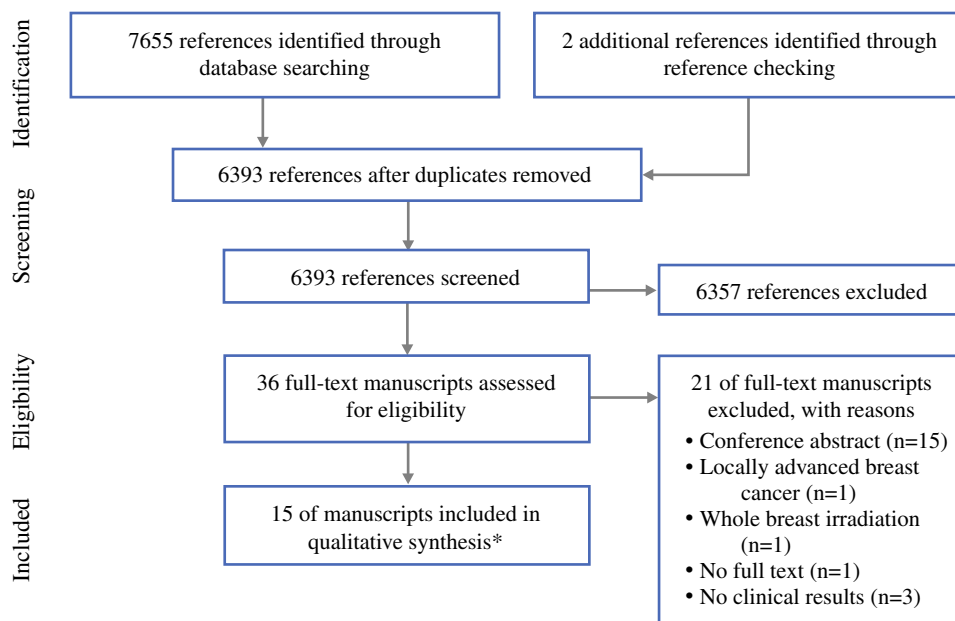 Identification
7655 references identified through
database searching
2 additional references identified through
reference checking
6393 references after duplicates removed
Screening
6393 references screened
6357 references excluded
Eligibility
36 full-text manuscripts assessed
for eligibility
21 of full-text manuscripts
excluded, with reasons
• Conference abstract (n=15)
• Locally advanced breast
cancer (n=1)
• Whole breast irradiation
(n=1)
• No full text (n=1)
• No clinical results (n=3)
Included
15 of manuscripts included in
qualitative synthesis*